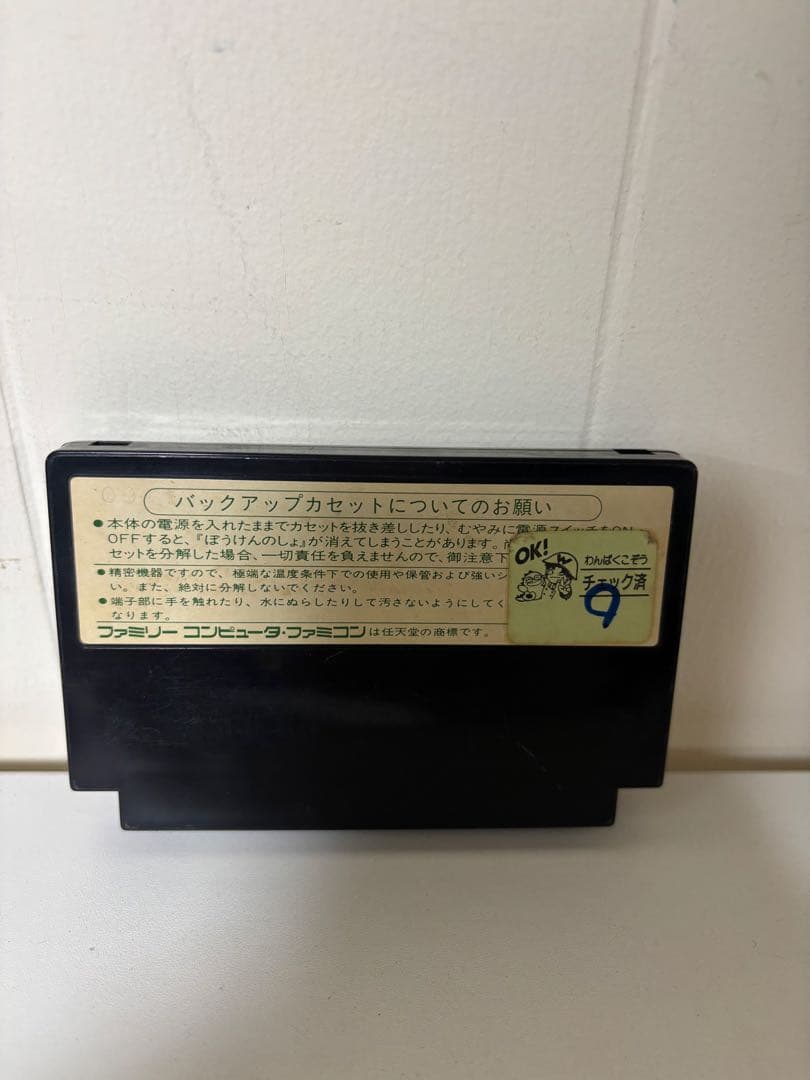 バックアップカセットについてのお願い
●本体の電源を入れたままでカセットを抜き差ししたり、むやみに電源スイッチをON
OFFすると、『ぼうけんのしょ』が消えてしまうことがあります。
セットを分解した場合、一切責任を負えませんので、御注意下
●精密機器ですので、極端な温度条件下での使用や保管および強いシ
い。また、絶対に分解しないでください。
●端子部に手を触れたり、水にぬらしたりして汚さないようにしてく
なります。
ファミリー コンピュータ・ファミコンは任天堂の商標です。
OK!
わんぱくこぞう
チェック済
9